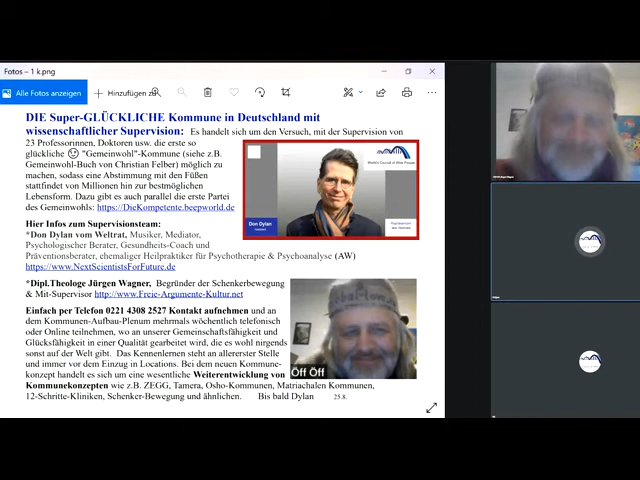 Fotos – 1 k.png
Alle Fotos anzeigen
Hinzufügen zu
DIE Super-GLÜCKLICHE Kommune in Deutschland mit
wissenschaftlicher Supervision: Es handelt sich um den Versuch, mit der Supervision von
23 Professorinnen, Doktoren usw. die erste so
glückliche "Gemeinwohl"-Kommune (siehe z.B.
Gemeinwohl-Buch von Christian Felber) möglich zu
machen, sodass eine Abstimmung mit den Füßen
stattfindet von Millionen hin zur bestmöglichen
Lebensform. Dazu gibt es auch parallel die erste Partei
des Gemeinwohls: https://DieKompetente.beepworld.de
Don Dylan
Hier Infos zum Supervisionsteam:
*Don Dylan vom Weltrat, Musiker, Mediator,
Psychologischer Berater, Gesundheits-Coach und
Präventionsberater, ehemaliger Heilpraktiker für Psychotherapie & Psychoanalyse (AW)
https://www.NextScientistsForFuture.de
*Dipl.Theologe Jürgen Wagner, Begründer der Schenkerbewegung
& Mit-Supervisor http://www.Freie-Argumente-Kultur.net
Einfach per Telefon 0221 4308 2527 Kontakt aufnehmen und an
dem Kommunen-Aufbau-Plenum mehrmals wöchentlich telefonisch
oder Online teilnehmen, wo an unserer Gemeinschaftsfähigkeit und
Glücksfähigkeit in einer Qualität gearbeitet wird, die es wohl nirgends
sonst auf der Welt gibt. Das Kennenlernen steht an allererster Stelle
und immer vor dem Einzug in Locations. Bei dem neuen Kommune-
konzept handelt es sich um eine wesentliche Weiterentwicklung von
Kommunekonzepten wie z.B. ZEGG, Tamera, Osho-Kommunen, Matriachalen Kommunen,
12-Schritte-Kliniken, Schenker-Bewegung und ähnlichen. Bis bald Dylan 25.8.
Öff Öff